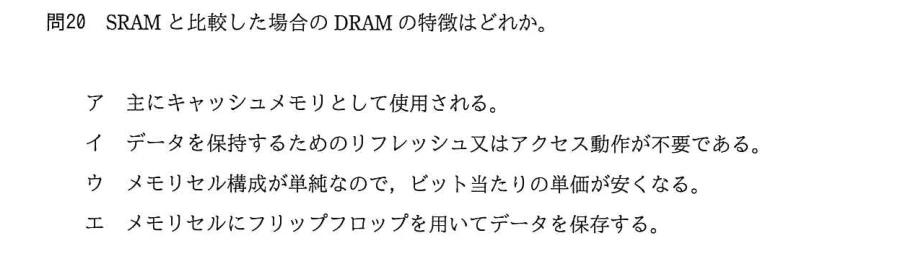 問20　SRAM と比較した場合の DRAM の特徴はどれか。
ア　主にキャッシュメモリとして使用される。
イ　データを保持するためのリフレッシュ又はアクセス動作が不要である。
ウ　メモリセル構成が単純なので，ビット当たりの単価が安くなる。
エ　メモリセルにフリップフロップを用いてデータを保存する。